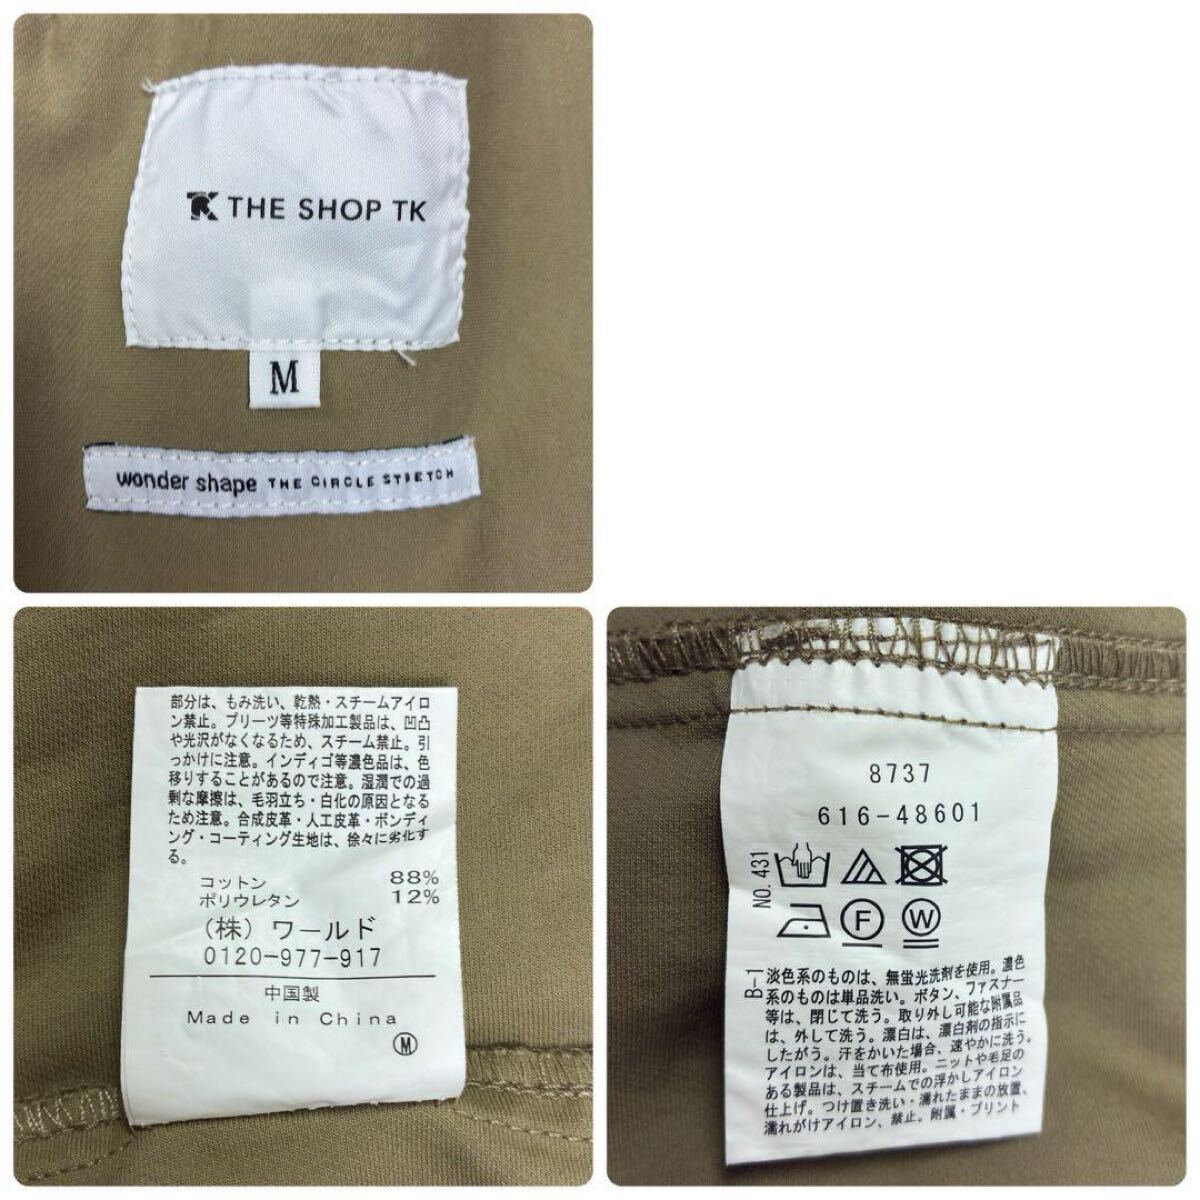 THE SHOP TK
M
wonder shape THE CIRCLE STRETCH
部分は、もみ洗い、乾熱・スチームアイロ
ン禁止。プリーツ等特殊加工製品は、凹凸
や光沢がなくなるため、スチーム禁止。引
っかけに注意。インディゴ等濃色品は、色
移りすることがあるので注意。湿潤での過
剰な摩擦は、毛羽立ち・白化の原因となる
ため注意。合成皮革・人工皮革・ボンディ
ング・コーティング生地は、徐々に劣化す
る。
コットン 88%
ポリウレタン 12%
(株) ワールド
0120-977-917
中国製
Made in China
M
8737
616-48601
NO. 431
F W
B-1
淡色系のものは、無蛍光洗剤を使用。濃色
系のものは単品洗い。ボタン、ファスナー
等は、閉じて洗う。取り外し可能な附属品
は、外して洗う。漂白は、漂白剤の指示に
したがう。汗をかいた場合、速やかに洗う。
アイロンは、当て布使用。ニットや毛足の
ある製品は、スチームでの浮かしアイロン
仕上げ。つけ置き洗い・濡れたままの放置、
濡れがけアイロン、禁止。附属・プリント